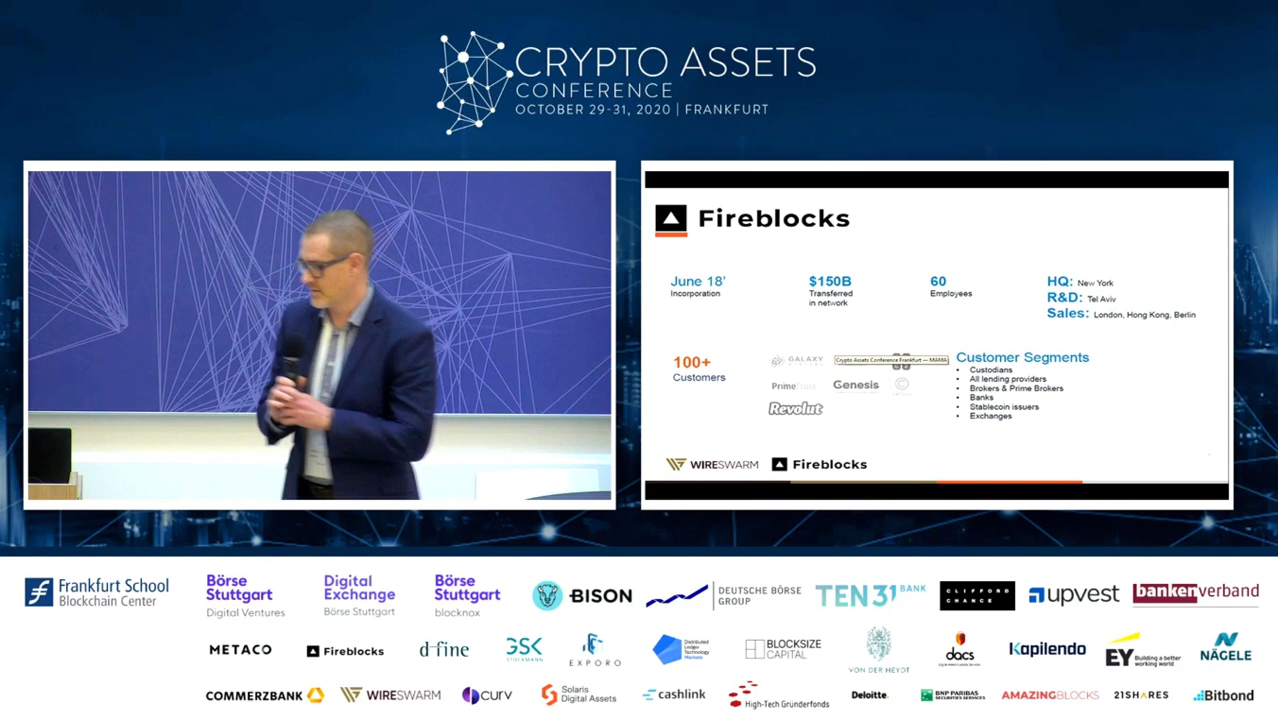 CRYPTO ASSETS
CONFERENCE
OCTOBER 29-31, 2020 | FRANKFURT
Fireblocks
June 18'
Incorporation
$150B
Transferred
in network
60
Employees
HQ: New York
R&D: Tel Aviv
Sales: London, Hong Kong, Berlin
100+
Customers
GALAXY
Crypto Assets Conference Frankfurt — MAIMAI
PrimeTrust
Genesis
Revolut
Customer Segments
• Custodians
• All lending providers
• Brokers & Prime Brokers
• Banks
• Stablecoin issuers
• Exchanges
WIRESWARM
Fireblocks
Frankfurt School
Blockchain Center
Börse
Stuttgart
Digital Ventures
Digital
Exchange
Börse Stuttgart
Börse
Stuttgart
blocknox
BISON
DEUTSCHE BÖRSE
GROUP
TEN31 BANK
CLIFFORD
CHANCE
upvest
bankenverband
METACO
Fireblocks
d-fine
GSK
STOCKMANN
EXPORO
Distributed
Ledger
Technology
Markets
BLOCKSIZE
CAPITAL
VON DER HEYDT
dacs
Kapilendo
EY
Building a better
working world
NÄGELE
COMMERZBANK
WIRESWARM
curv
Solaris
Digital Assets
cashlink
High-Tech Gründerfonds
Deloitte.
BNP PARIBAS
SECURITIES SERVICES
AMAZINGBLOCKS
21SHARES
Bitbond